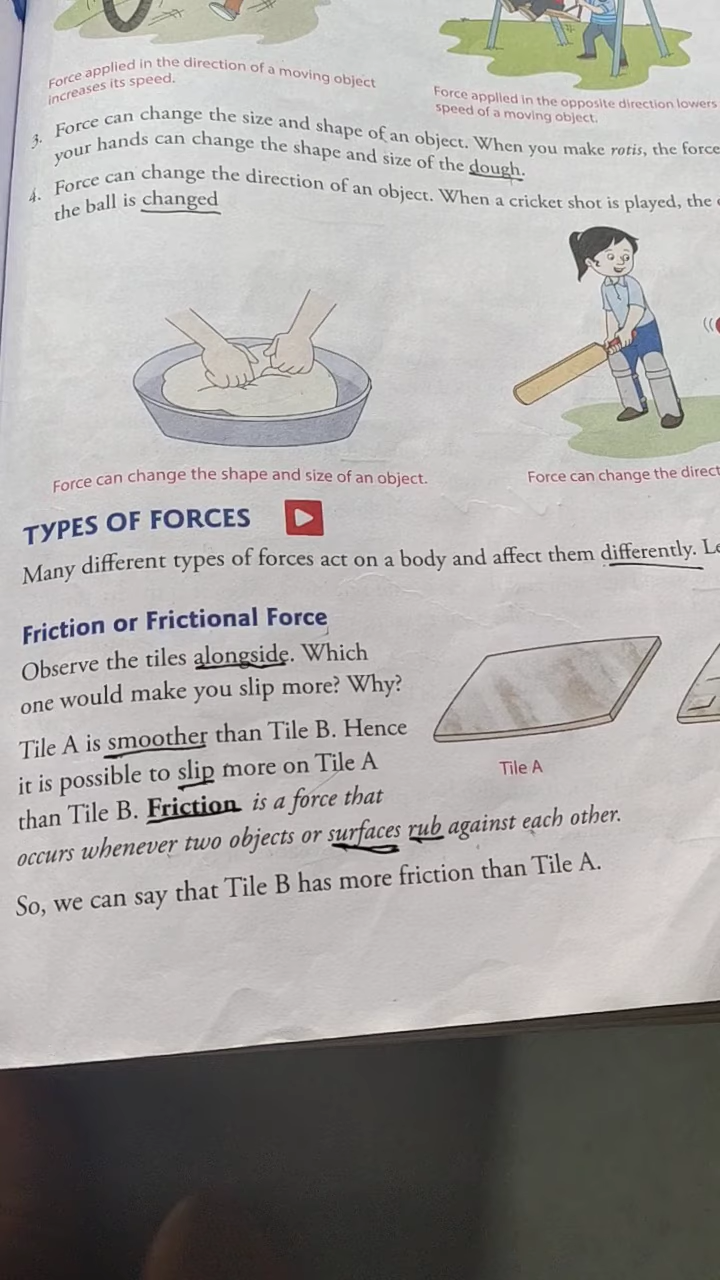 Force applied in the direction of a moving object
increases its speed.
Force applied in the opposite direction lowers
speed of a moving object.
3. Force can change the size and shape of an object. When you make rotis, the force
your hands can change the shape and size of the dough.
4. Force can change the direction of an object. When a cricket shot is played, the
the ball is changed
Force can change the shape and size of an object.
Force can change the direct
TYPES OF FORCES
Many different types of forces act on a body and affect them differently. Le
Friction or Frictional Force
Observe the tiles alongside. Which
one would make you slip more? Why?
Tile A is smoother than Tile B. Hence
it is possible to slip more on Tile A
than Tile B. Friction is a force that
occurs whenever two objects or surfaces rub against each other.
So, we can say that Tile B has more friction than Tile A.
Tile A